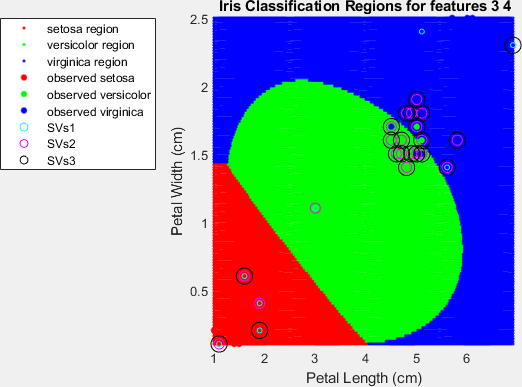 Iris Classification Regions for features 3 4
setosa region
versicolor region
virginica region
observed setosa
observed versicolor
observed virginica
SVs1
SVs2
SVs3
Petal Width (cm)
2.5
2
1.5
1
0.5
1 2 3 4 5 6
Petal Length (cm)